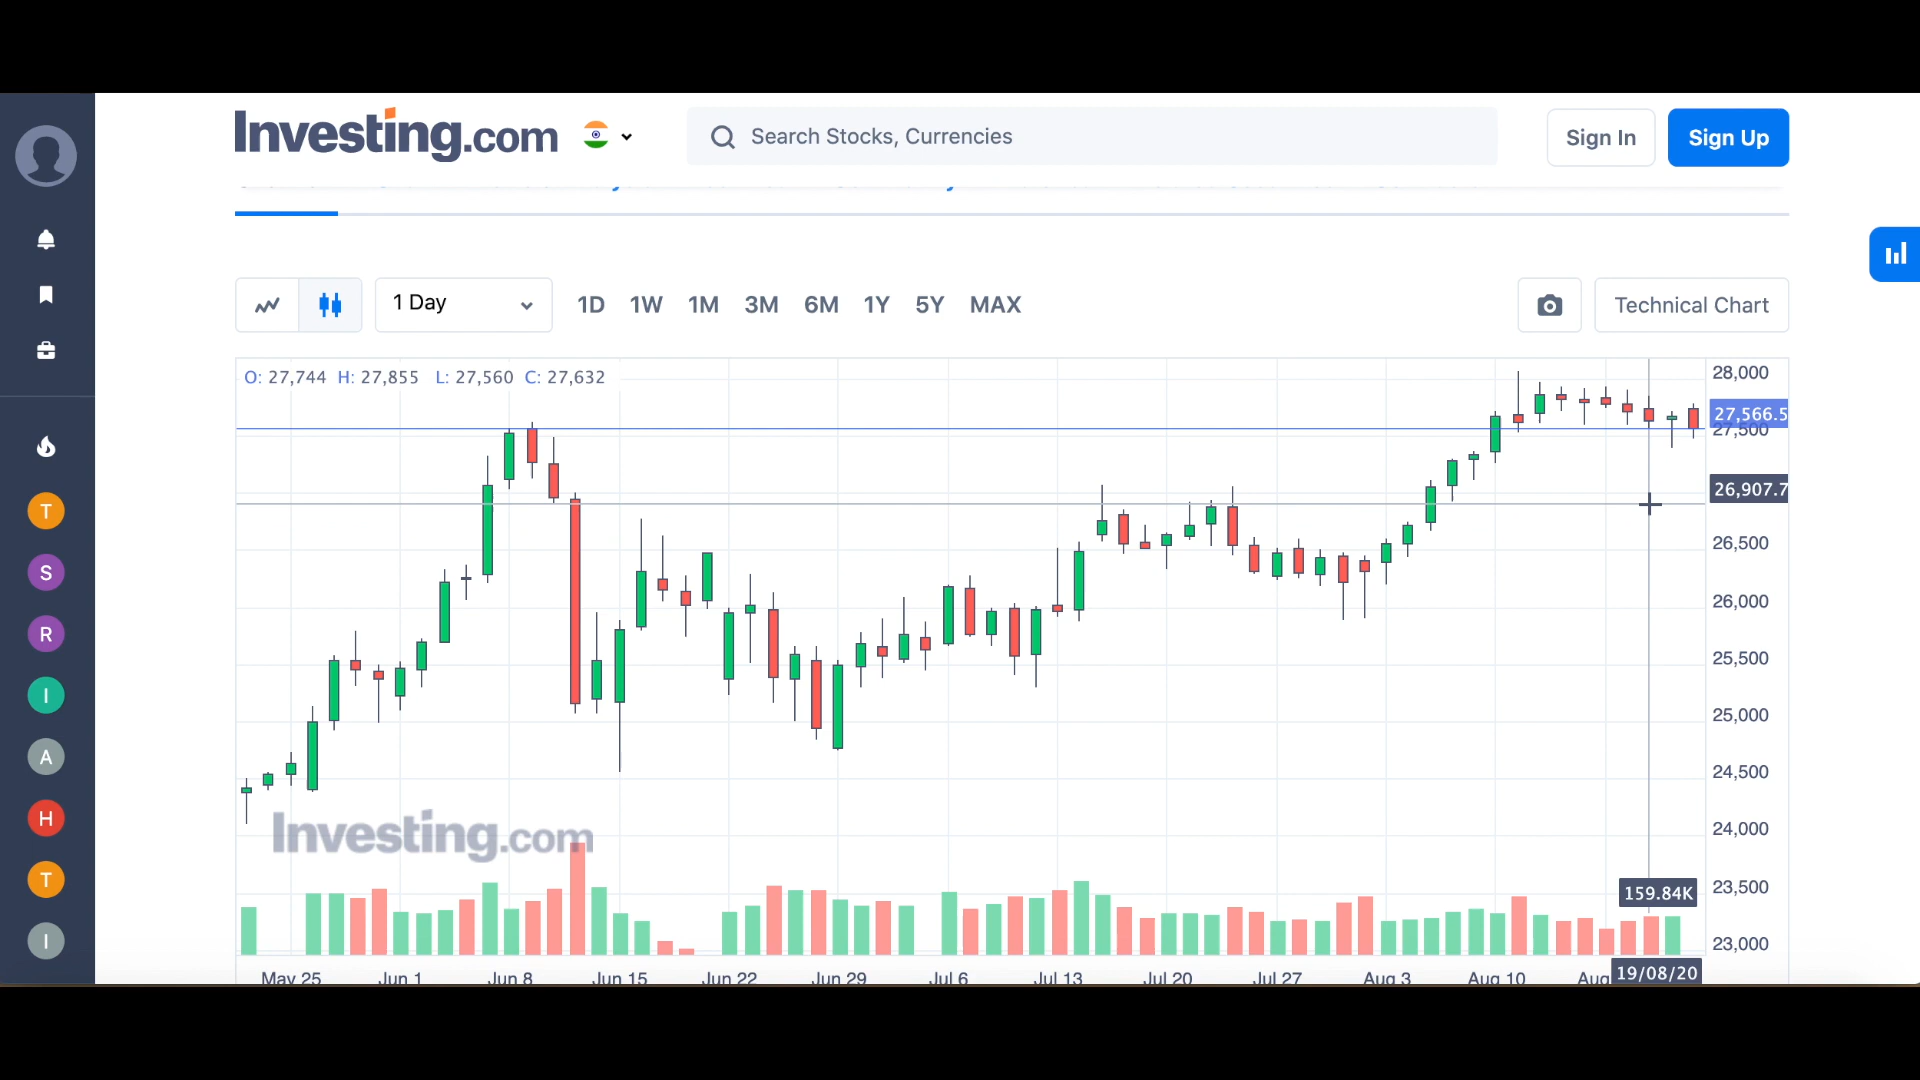 Investing.com
Search Stocks, Currencies
Sign In
Sign Up
1 Day
1D 1W 1M 3M 6M 1Y 5Y MAX
Technical Chart
O: 27,744 H: 27,855 L: 27,560 C: 27,632
28,000
27,566.5
27,500
26,907.7
26,500
26,000
25,500
25,000
24,500
24,000
23,500
23,000
T
S
R
I
A
H
T
I
Investing.com
159.84K
May 25 Jun 1 Jun 8 Jun 15 Jun 22 Jun 29 Jul 6 Jul 13 Jul 20 Jul 27 Aug 3 Aug 10 Aug 19/08/20